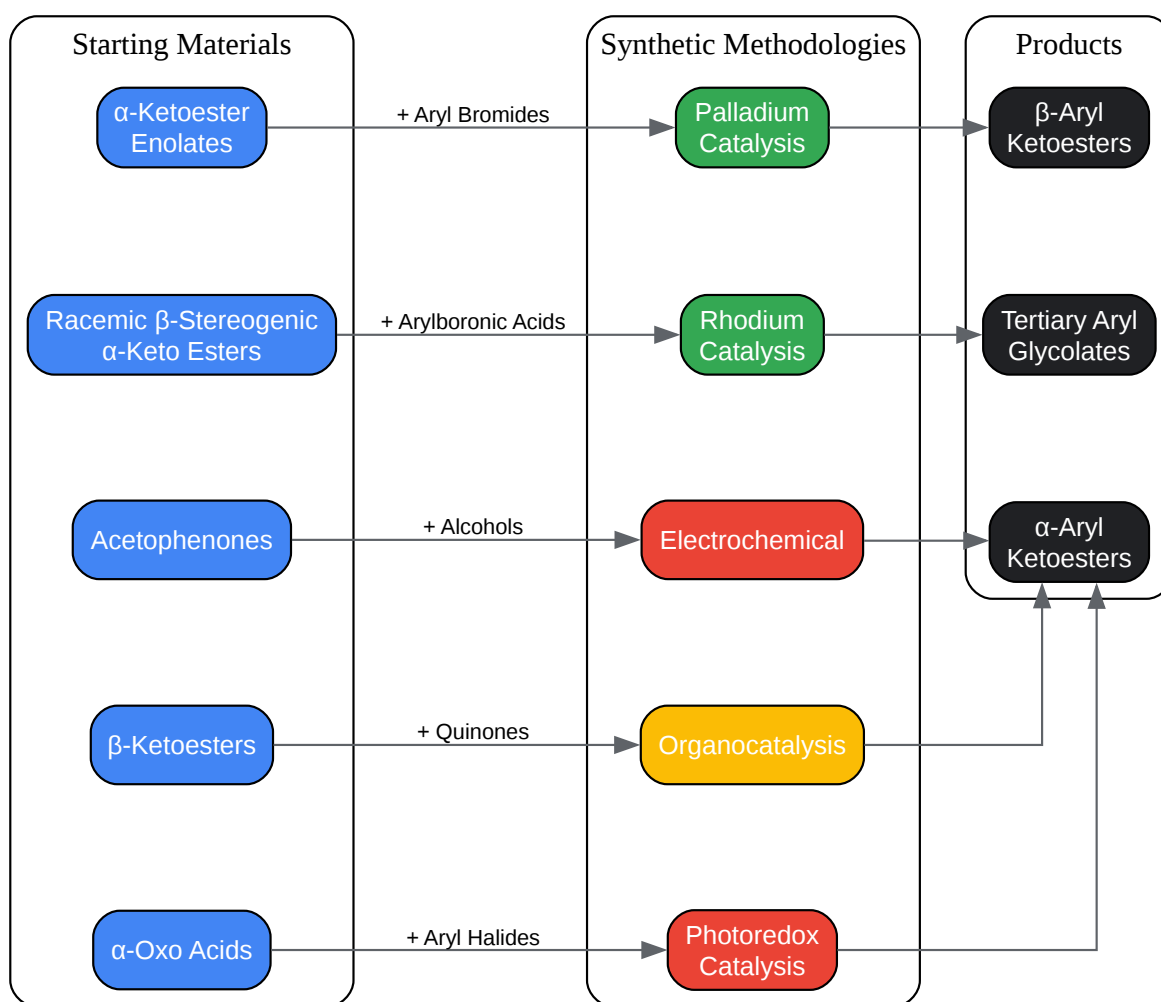 Starting Materials
Synthetic Methodologies
Products
α-Ketoester
Enolates
+ Aryl Bromides
Palladium
Catalysis
β-Aryl
Ketoesters
Racemic β-Stereogenic
α-Keto Esters
+ Arylboronic Acids
Rhodium
Catalysis
Tertiary Aryl
Glycolates
Acetophenones
+ Alcohols
Electrochemical
α-Aryl
Ketoesters
β-Ketoesters
+ Quinones
Organocatalysis
α-Oxo Acids
+ Aryl Halides
Photoredox
Catalysis